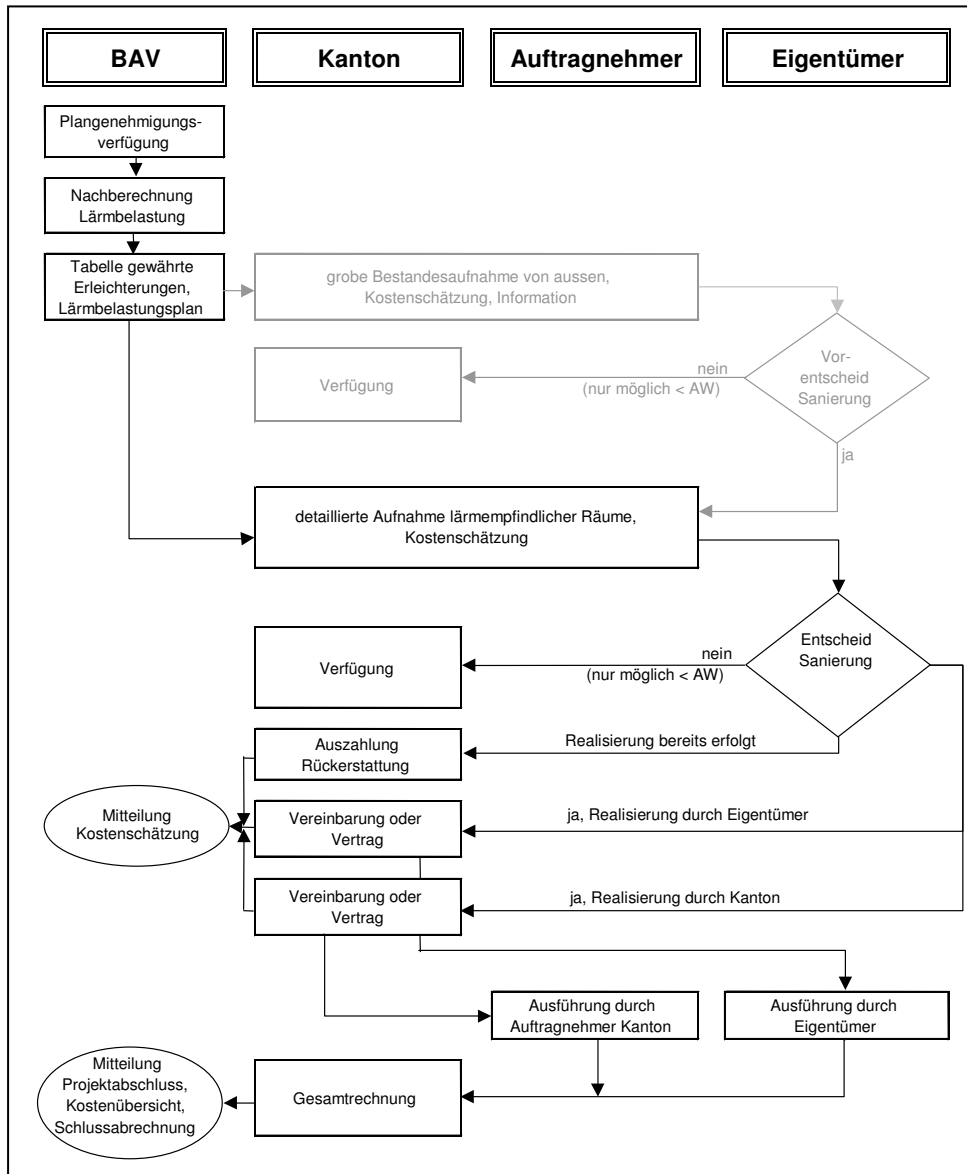 BAV
Kanton
Auftragnehmer
Eigentümer
Plangenehmigungs-
verfügung
Nachberechnung
Lärmbelastung
Tabelle gewährte
Erleichterungen,
Lärmbelastungsplan
grobe Bestandesaufnahme von aussen,
Kostenschätzung, Information
Vor-
entscheid
Sanierung
nein
(nur möglich < AW)
Verfügung
ja
detaillierte Aufnahme lärmempfindlicher Räume,
Kostenschätzung
Entscheid
Sanierung
nein
(nur möglich < AW)
Verfügung
Realisierung bereits erfolgt
Auszahlung
Rückerstattung
Mitteilung
Kostenschätzung
Vereinbarung oder
Vertrag
ja, Realisierung durch Eigentümer
Vereinbarung oder
Vertrag
ja, Realisierung durch Kanton
Ausführung durch
Auftragnehmer Kanton
Ausführung durch
Eigentümer
Mitteilung
Projektabschluss,
Kostenübersicht,
Schlussabrechnung
Gesamtrechnung